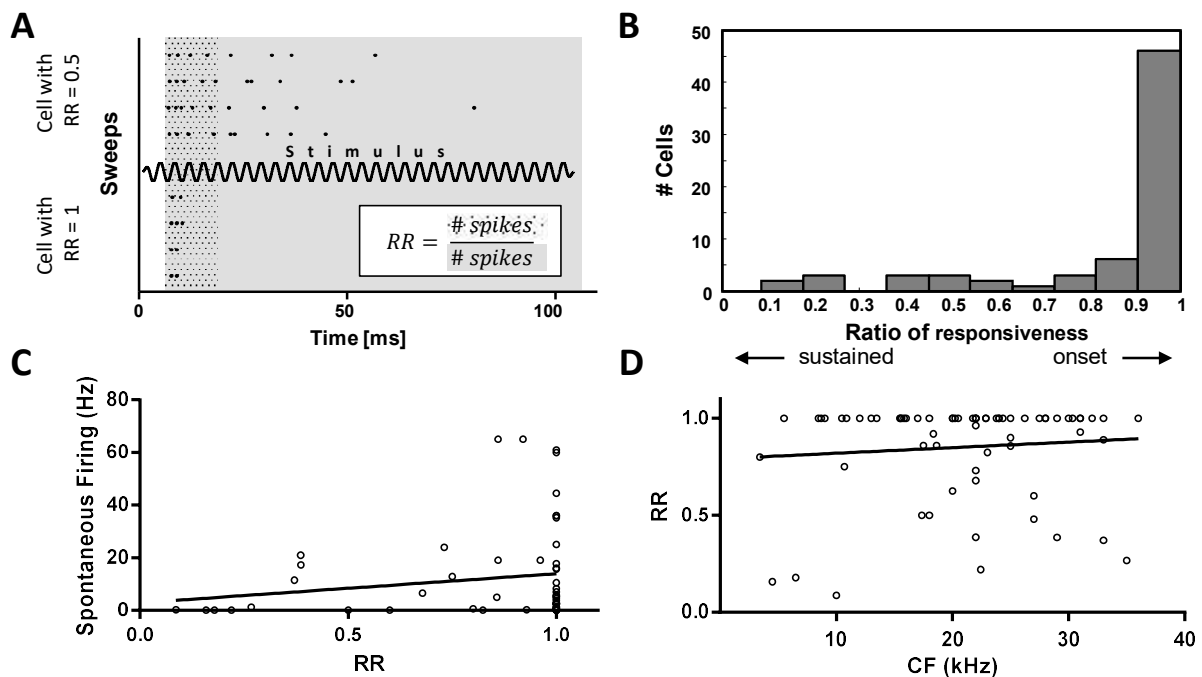 A
Cell with
RR = 0.5
Cell with
RR = 1
Sweeps
Stimulus
RR = # spikes
# spikes
0 50 100
Time [ms]
B
50
40
30
20
10
0
# Cells
0 0.1 0.2 0.3 0.4 0.5 0.6 0.7 0.8 0.9 1
Ratio of responsiveness
sustained onset
C
80
60
40
20
0
Spontaneous Firing (Hz)
0.0 0.5 1.0
RR
D
1.0
0.5
0.0
RR
10 20 30 40
CF (kHz)